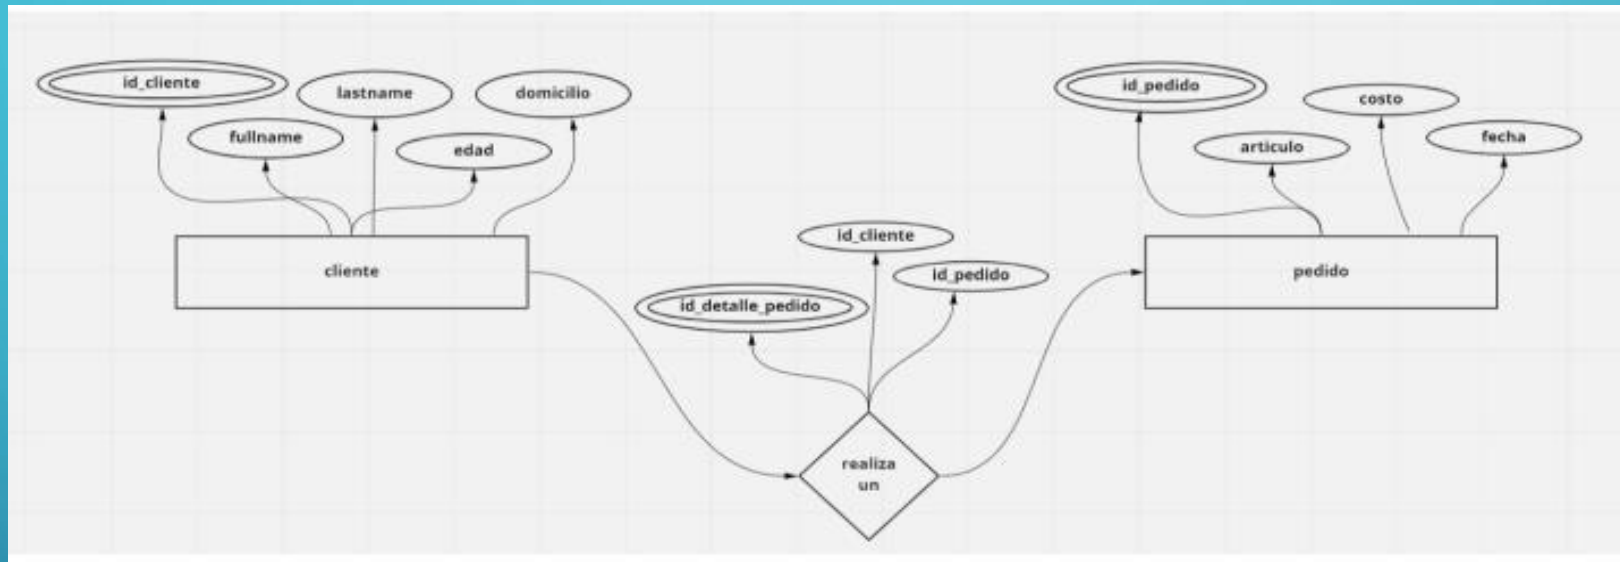 id_cliente
lastname
domicilio
fullname
edad
cliente
id_pedido
costo
articulo
fecha
pedido
id_cliente
id_pedido
id_detalle_pedido
realiza
un